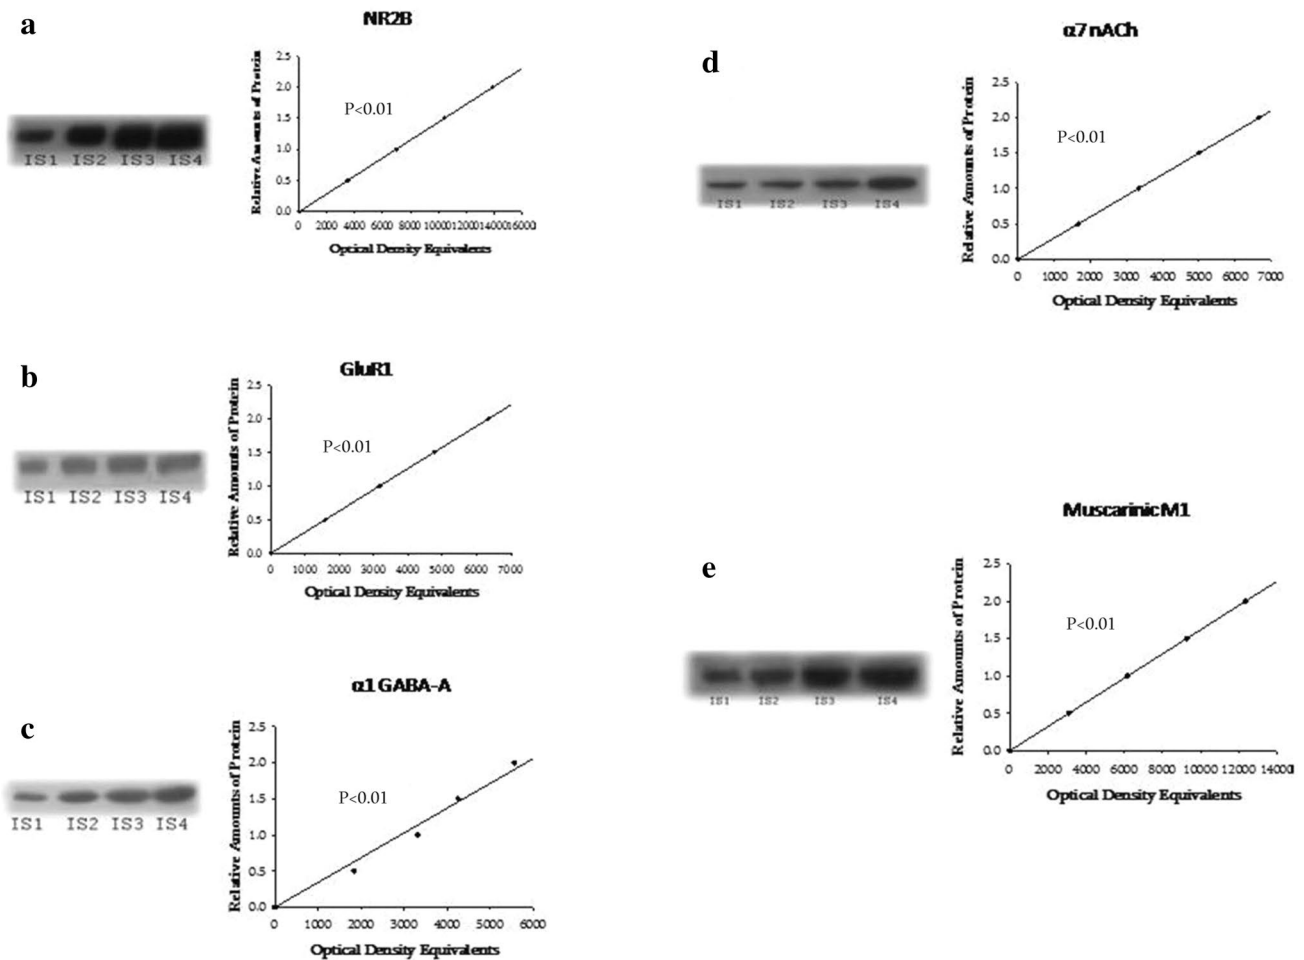 a
NR2B
2.5
2.0
1.5
1.0
0.5
0.0
Relative Amounts of Protein
P<0.01
IS1 IS2 IS3 IS4
0 2000 4000 6000 8000 10000 12000 14000 16000
Optical Density Equivalents
b
GluR1
2.5
2.0
1.5
1.0
0.5
0.0
Relative Amounts of Protein
P<0.01
IS1 IS2 IS3 IS4
0 1000 2000 3000 4000 5000 6000 7000
Optical Density Equivalents
c
α1 GABA-A
2.5
2.0
1.5
1.0
0.5
0.0
Relative Amounts of Protein
P<0.01
IS1 IS2 IS3 IS4
0 1000 2000 3000 4000 5000 6000
Optical Density Equivalents
d
α7 nACh
2.5
2.0
1.5
1.0
0.5
0.0
Relative Amounts of Protein
P<0.01
IS1 IS2 IS3 IS4
0 1000 2000 3000 4000 5000 6000 7000
Optical Density Equivalents
e
Muscarinic M1
2.5
2.0
1.5
1.0
0.5
0.0
Relative Amounts of Protein
P<0.01
IS1 IS2 IS3 IS4
0 2000 4000 6000 8000 10000 12000 14000
Optical Density Equivalents